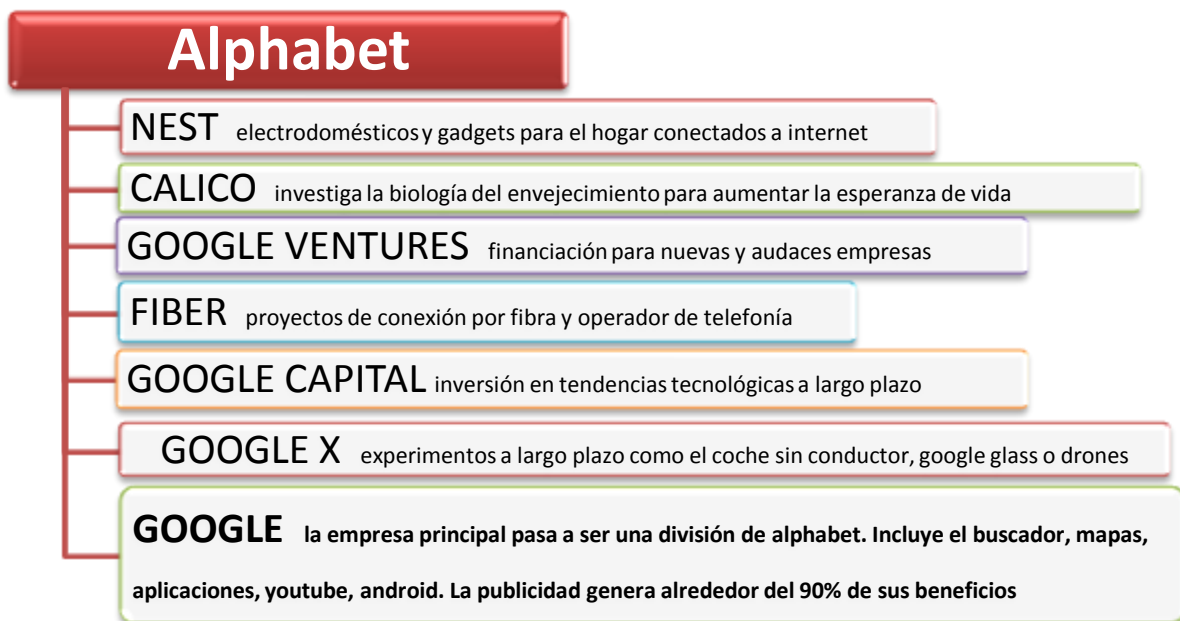 Alphabet
NEST electrodomésticos y gadgets para el hogar conectados a internet
CALICO investiga la biología del envejecimiento para aumentar la esperanza de vida
GOOGLE VENTURES financiación para nuevas y audaces empresas
FIBER proyectos de conexión por fibra y operador de telefonía
GOOGLE CAPITAL inversión en tendencias tecnológicas a largo plazo
GOOGLE X experimentos a largo plazo como el coche sin conductor, google glass o drones
GOOGLE la empresa principal pasa a ser una división de alphabet. Incluye el buscador, mapas,
aplicaciones, youtube, android. La publicidad genera alrededor del 90% de sus beneficios